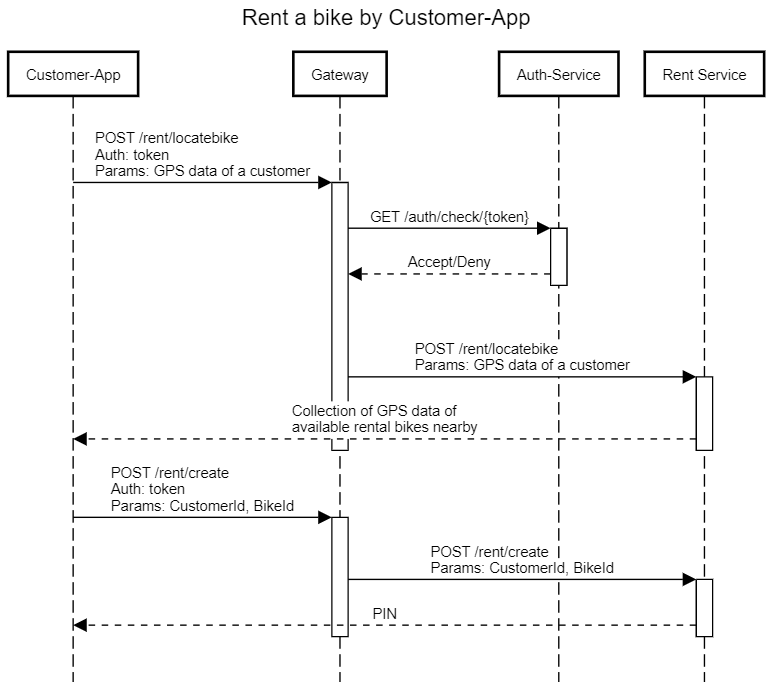 Rent a bike by Customer-App
Customer-App
Gateway
Auth-Service
Rent Service
POST /rent/locatebike
Auth: token
Params: GPS data of a customer
GET /auth/check/{token}
Accept/Deny
POST /rent/locatebike
Params: GPS data of a customer
Collection of GPS data of
available rental bikes nearby
POST /rent/create
Auth: token
Params: CustomerId, BikeId
POST /rent/create
Params: CustomerId, BikeId
PIN